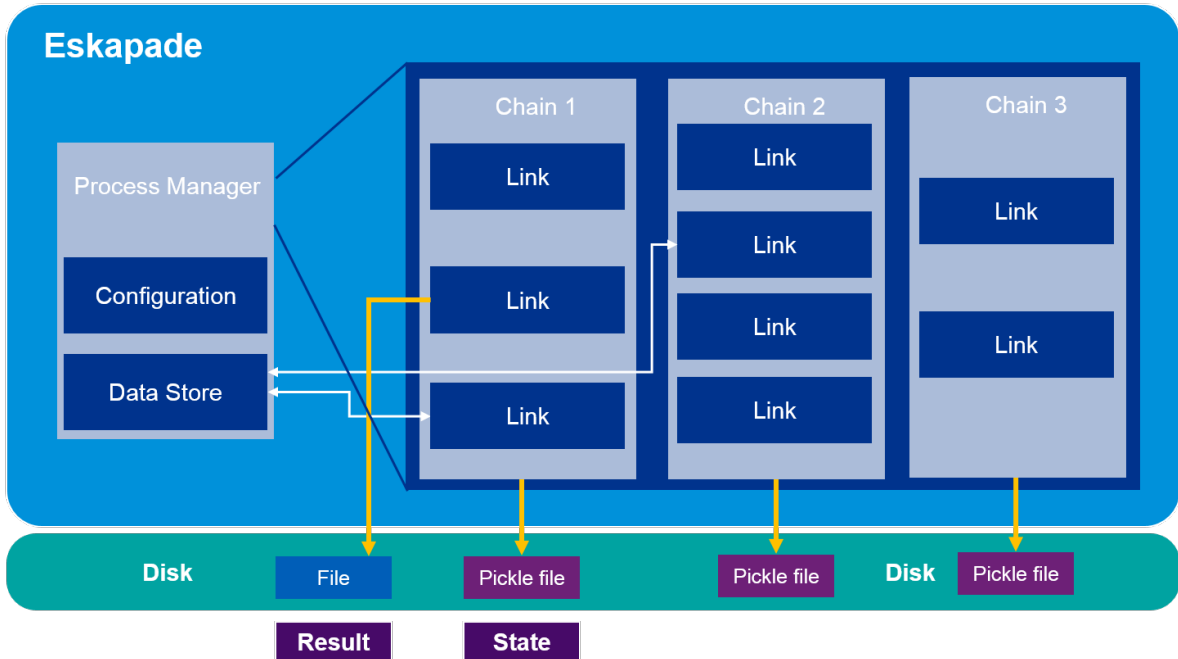 Eskapade
Process Manager
Configuration
Data Store
Chain 1
Link
Link
Link
Chain 2
Link
Link
Link
Link
Chain 3
Link
Link
Disk
File
Pickle file
Pickle file
Disk
Pickle file
Result
State